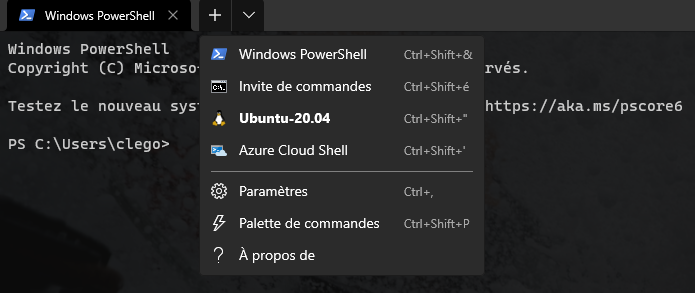 Windows PowerShell
Windows PowerShell
Copyright (C) Microso rvés.
Testez le nouveau sys https://aka.ms/pscore6
PS C:\Users\clego>
Windows PowerShell Ctrl+Shift+&
Invite de commandes Ctrl+Shift+é
Ubuntu-20.04 Ctrl+Shift+"
Azure Cloud Shell Ctrl+Shift+'
Paramètres Ctrl+,
Palette de commandes Ctrl+Shift+P
À propos de